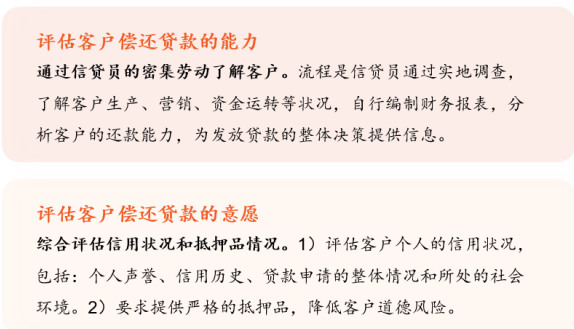 评估客户偿还贷款的能力
通过信贷员的密集劳动了解客户。流程是信贷员通过实地调查，
了解客户生产、营销、资金运转等状况，自行编制财务报表，分
析客户的还款能力，为发放贷款的整体决策提供信息。
评估客户偿还贷款的意愿
综合评估信用状况和抵押品情况。1）评估客户个人的信用状况，
包括：个人声誉、信用历史、贷款申请的整体情况和所处的社会
环境。2）要求提供严格的抵押品，降低客户道德风险。